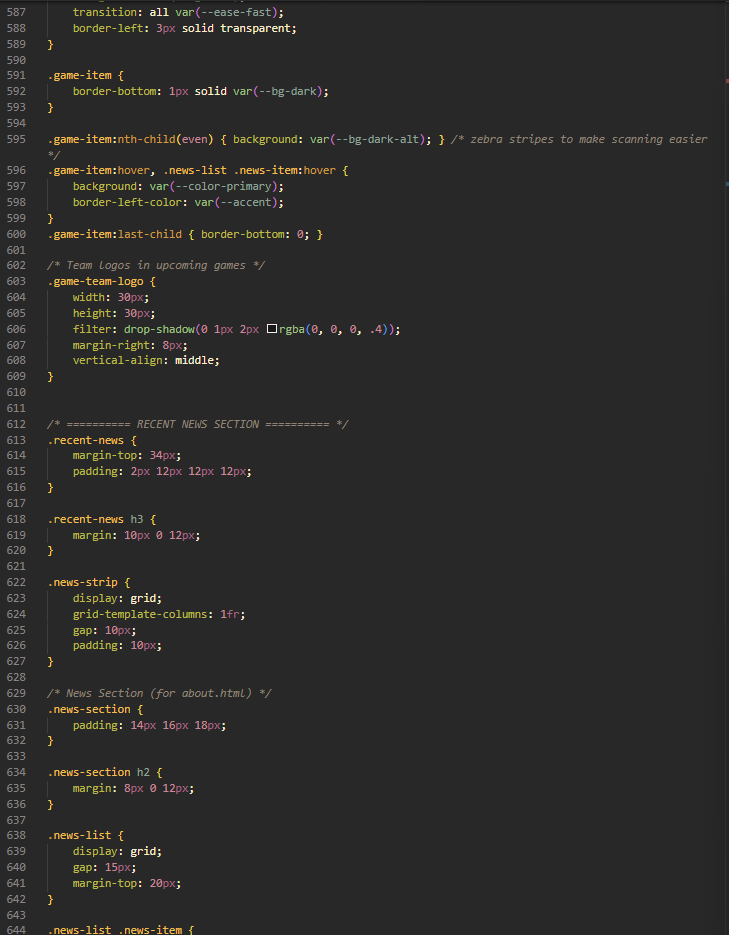 587 transition: all var(--ease-fast);
588 border-left: 3px solid transparent;
589 }
590
591 .game-item {
592 border-bottom: 1px solid var(--bg-dark);
593 }
594
595 .game-item:nth-child(even) { background: var(--bg-dark-alt); } /* zebra stripes to make scanning easier
*/
596 .game-item:hover, .news-list .news-item:hover {
597 background: var(--color-primary);
598 border-left-color: var(--accent);
599 }
600 .game-item:last-child { border-bottom: 0; }
601
602 /* Team logos in upcoming games */
603 .game-team-logo {
604 width: 30px;
605 height: 30px;
606 filter: drop-shadow(0 1px 2px rgba(0, 0, 0, .4));
607 margin-right: 8px;
608 vertical-align: middle;
609 }
610
611
612 /* ========== RECENT NEWS SECTION ========== */
613 .recent-news {
614 margin-top: 34px;
615 padding: 2px 12px 12px 12px;
616 }
617
618 .recent-news h3 {
619 margin: 10px 0 12px;
620 }
621
622 .news-strip {
623 display: grid;
624 grid-template-columns: 1fr;
625 gap: 10px;
626 padding: 10px;
627 }
628
629 /* News Section (for about.html) */
630 .news-section {
631 padding: 14px 16px 18px;
632 }
633
634 .news-section h2 {
635 margin: 8px 0 12px;
636 }
637
638 .news-list {
639 display: grid;
640 gap: 15px;
641 margin-top: 20px;
642 }
643
644 .news-list .news-item {